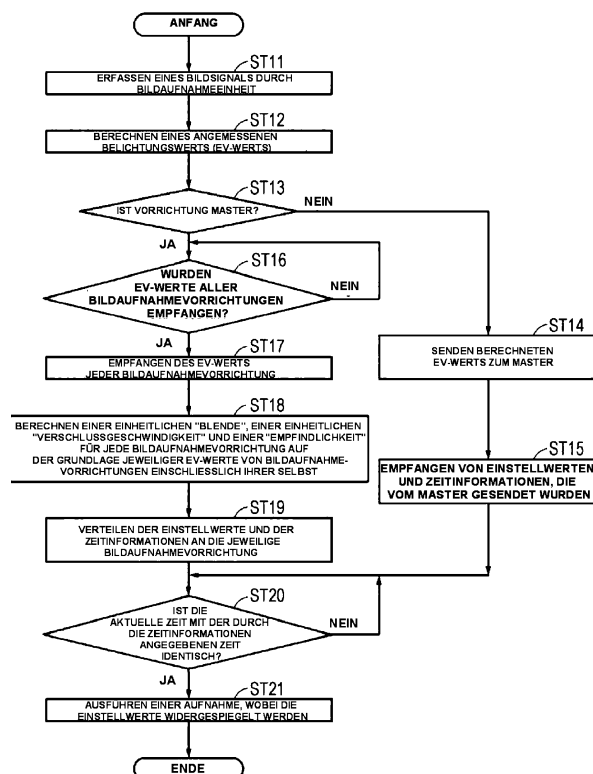 ANFANG
ST11
ERFASSEN EINES BILDSIGNALS DURCH
BILDAUFNAHMEEINHEIT
ST12
BERECHNEN EINES ANGEMESSENEN
BELICHTUNGSWERTS (EV-WERTS)
ST13
IST VORRICHTUNG MASTER?
NEIN
JA
ST16
WURDEN
EV-WERTE ALLER
BILDAUFNAHMEVORRICHTUNGEN
EMPFANGEN?
NEIN
JA
ST17
EMPFANGEN DES EV-WERTS
JEDER BILDAUFNAHMEVORRICHTUNG
ST14
SENDEN BERECHNETEN
EV-WERTS ZUM MASTER
ST18
BERECHNEN EINER EINHEITLICHEN "BLENDE", EINER EINHEITLICHEN
"VERSCHLUSSGESCHWINDIGKEIT" UND EINER "EMPFINDLICHKEIT"
FÜR JEDE BILDAUFNAHMEVORRICHTUNG AUF
DER GRUNDLAGE JEWEILIGER EV-WERTE VON BILDAUFNAHME-
VORRICHTUNGEN EINSCHLIESSLICH IHRER SELBST
ST15
EMPFANGEN VON EINSTELLWERTEN
UND ZEITINFORMATIONEN, DIE
VOM MASTER GESENDET WURDEN
ST19
VERTEILEN DER EINSTELLWERTE UND DER
ZEITINFORMATIONEN AN DIE JEWEILIGE
BILDAUFNAHMEVORRICHTUNG
ST20
IST DIE
AKTUELLE ZEIT MIT DER DURCH
DIE ZEITINFORMATIONEN
ANGEGEBENEN ZEIT
IDENTISCH?
NEIN
JA
ST21
AUSFÜHREN EINER AUFNAHME, WOBEI DIE
EINSTELLWERTE WIDERGESPIEGELT WERDEN
ENDE